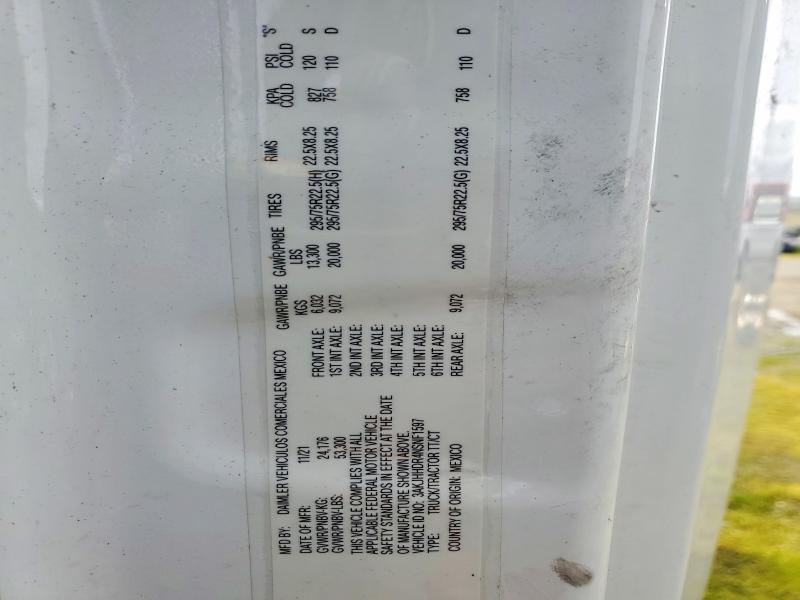 MFD BY: DAIMLER VEHICULOS COMERCIALES MEXICO
DATE OF MFR: 11/21
GVWR/PNBV-KG: 24,176
GVWR/PNBV-LBS: 53,300
THIS VEHICLE COMPLIES WITH ALL
APPLICABLE FEDERAL MOTOR VEHICLE
SAFETY STANDARDS IN EFFECT AT THE DATE
OF MANUFACTURE SHOWN ABOVE.
VEHICLE ID NO: 3AKJHHDR4NSNF1597
TYPE: TRUCK/TRACTOR TT/CT
COUNTRY OF ORIGIN: MEXICO
GAWR/PNBE GAWR/PNBE TIRES RIMS KPA PSI "S"
KGS LBS COLD COLD
FRONT AXLE: 6,032 13,300 295/75R22.5(H) 22.5X8.25 827 120 S
1ST INT AXLE: 9,072 20,000 295/75R22.5(G) 22.5X8.25 758 110 D
2ND INT AXLE:
3RD INT AXLE:
4TH INT AXLE:
5TH INT AXLE:
6TH INT AXLE:
REAR AXLE: 9,072 20,000 295/75R22.5(G) 22.5X8.25 758 110 D